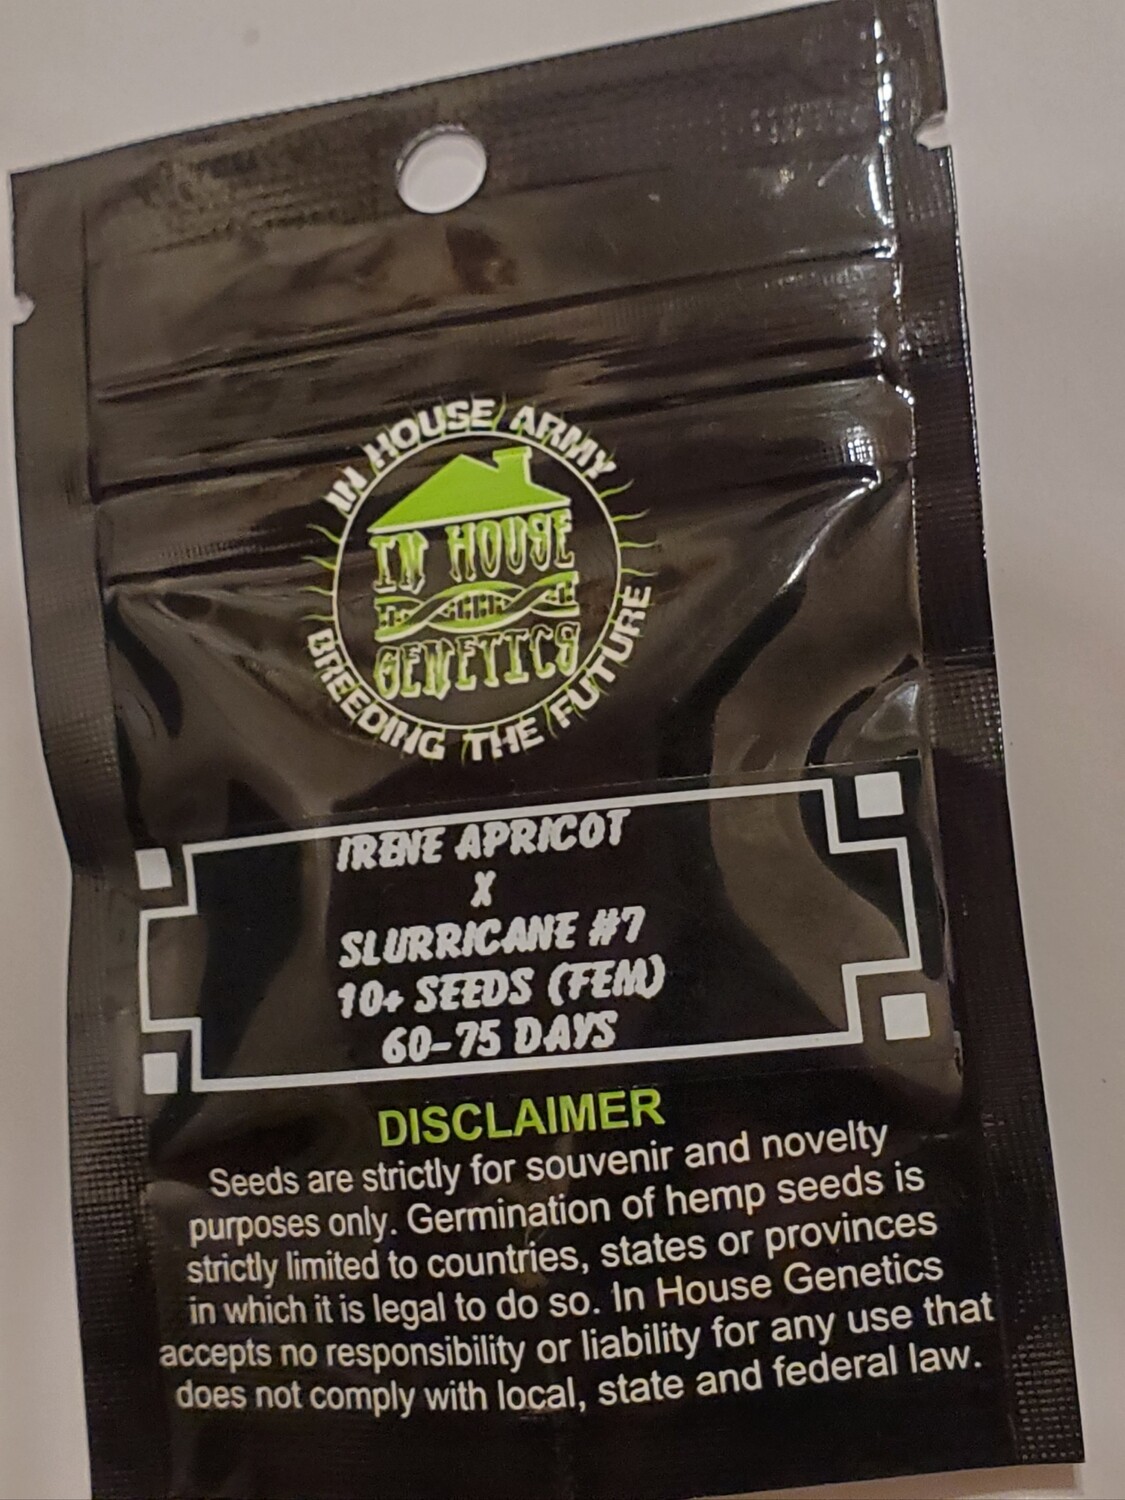 IN HOUSE ARMY
IN HOUSE
GENETICS
BREEDING THE FUTURE
IRENE APRICOT
X
SLURRICANE #7
10+ SEEDS (FEM)
60-75 DAYS
DISCLAIMER
Seeds are strictly for souvenir and novelty
purposes only. Germination of hemp seeds is
strictly limited to countries, states or provinces
in which it is legal to do so. In House Genetics
accepts no responsibility or liability for any use that
does not comply with local, state and federal law.